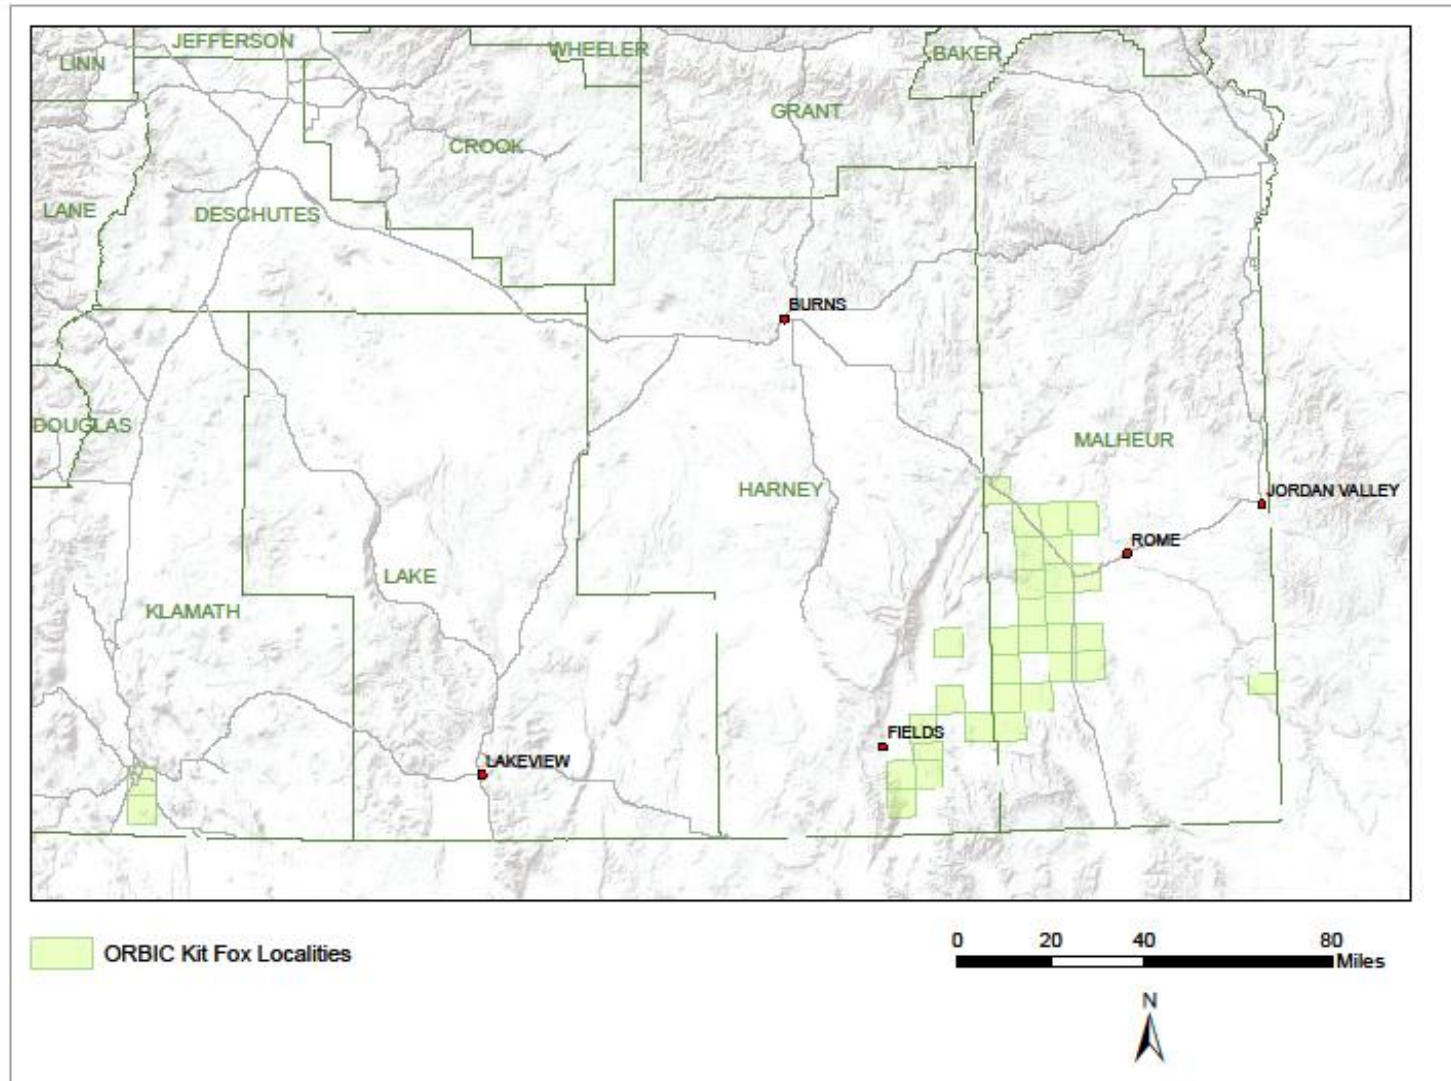 JEFFERSON
WHEELER
BAKER
LINN
GRANT
CROOK
LANE
DESCHUTES
BURNS
DOUGLAS
MALHEUR
HARNEY
JORDAN VALLEY
ROME
LAKE
KLAMATH
FIELDS
LAKEVIEW
ORBIC Kit Fox Localities
0 20 40 80
Miles
N